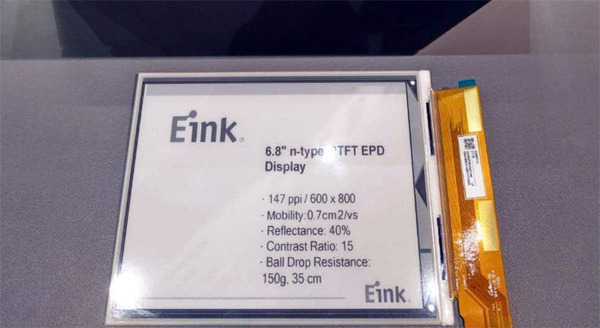 Eink
6.8" n-type OTFT EPD
Display
· 147 ppi / 600 x 800
· Mobility:0.7cm2/vs
· Reflectance: 40%
· Contrast Ratio: 15
· Ball Drop Resistance:
150g, 35 cm
Eink